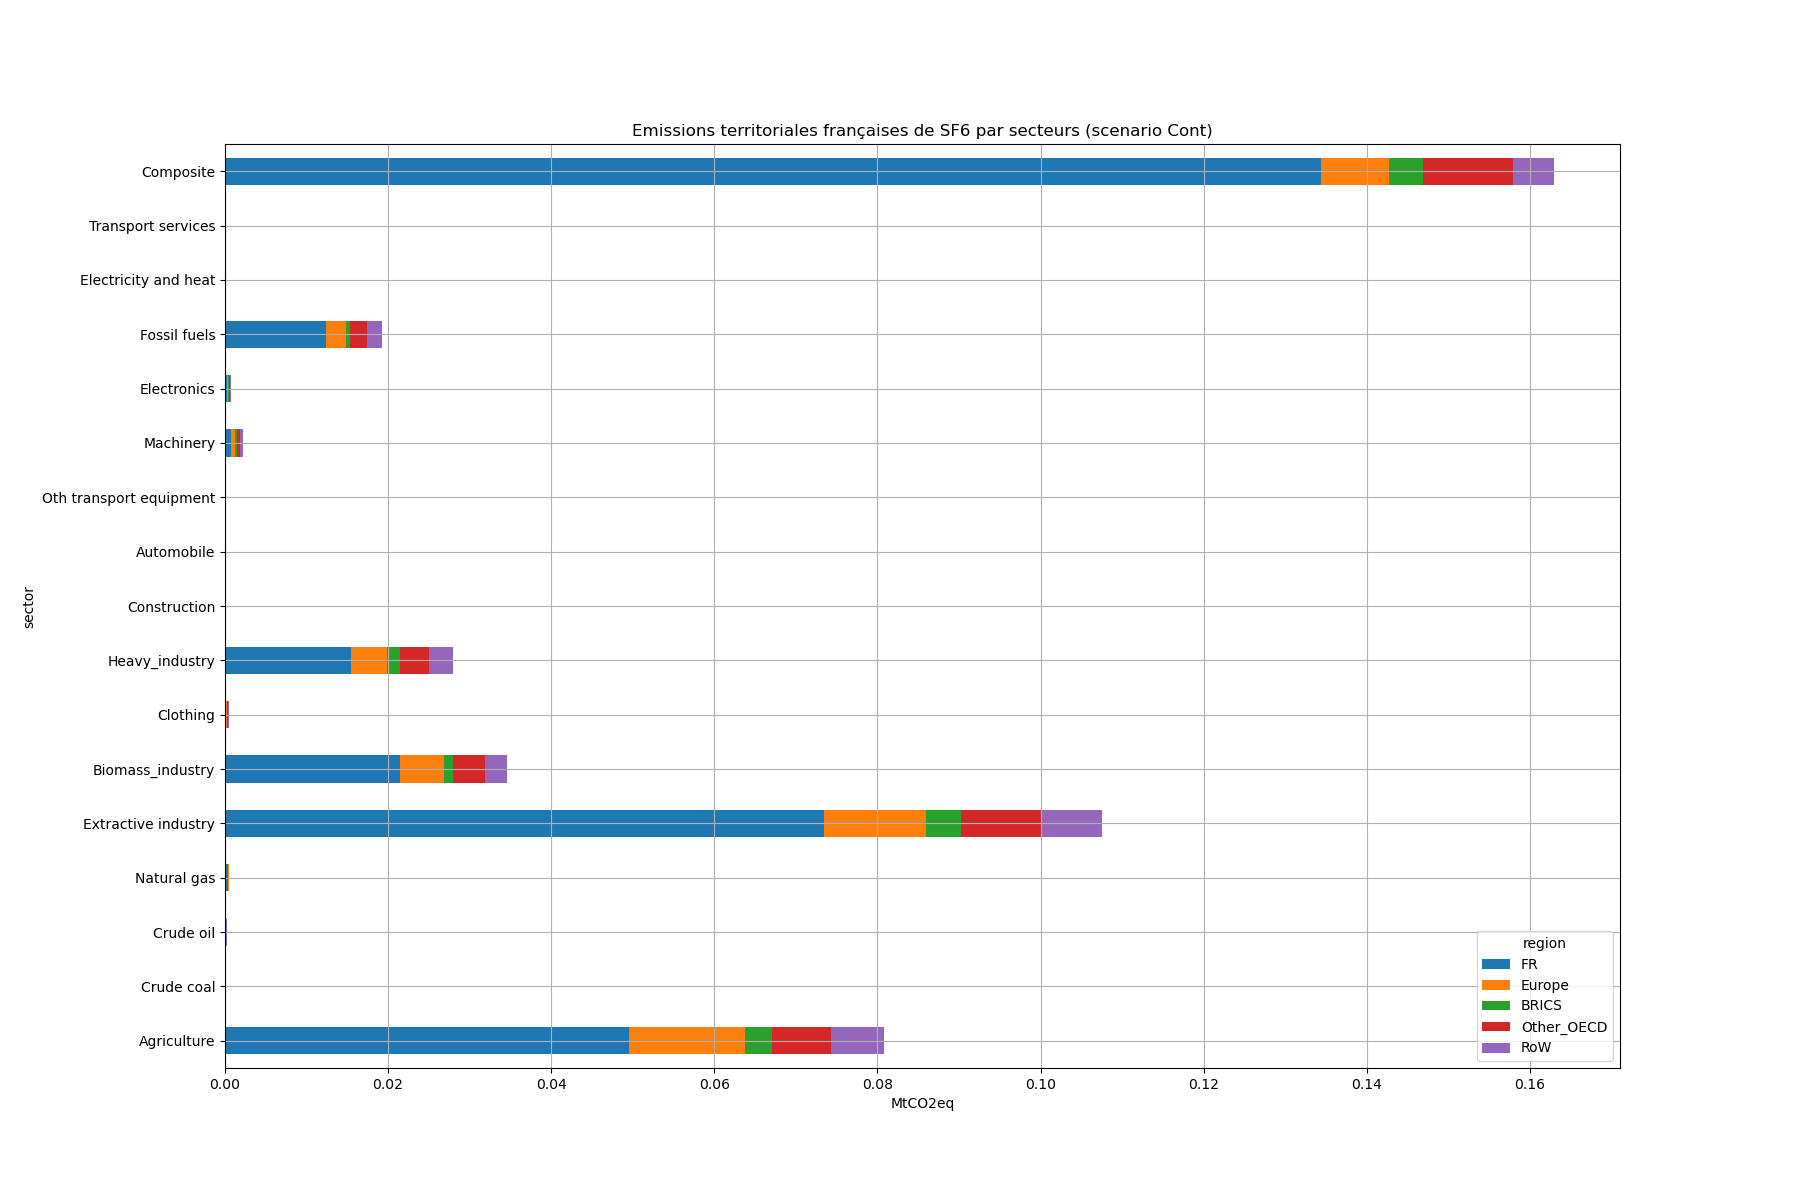 Emissions territoriales françaises de SF6 par secteurs (scenario Cont)
Composite
Transport services
Electricity and heat
Fossil fuels
Electronics
Machinery
Oth transport equipment
Automobile
Construction
Heavy_industry
Clothing
Biomass_industry
Extractive industry
Natural gas
Crude oil
Crude coal
Agriculture
sector
0.00 0.02 0.04 0.06 0.08 0.10 0.12 0.14 0.16
MtCO2eq
region
FR
Europe
BRICS
Other_OECD
RoW